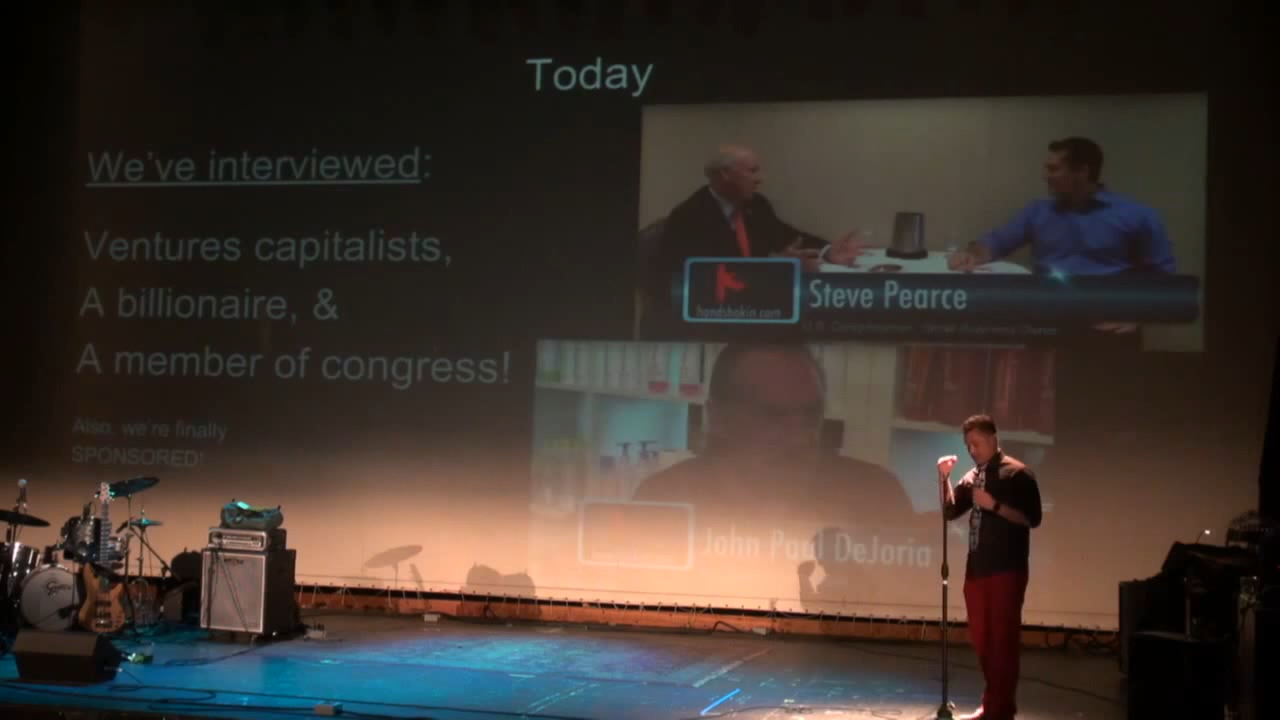 Today
We've interviewed:
Ventures capitalists,
A billionaire, &
A member of congress!
Also, we're finally
SPONSORED!
handshakin.com
Steve Pearce
John Paul DeJoria